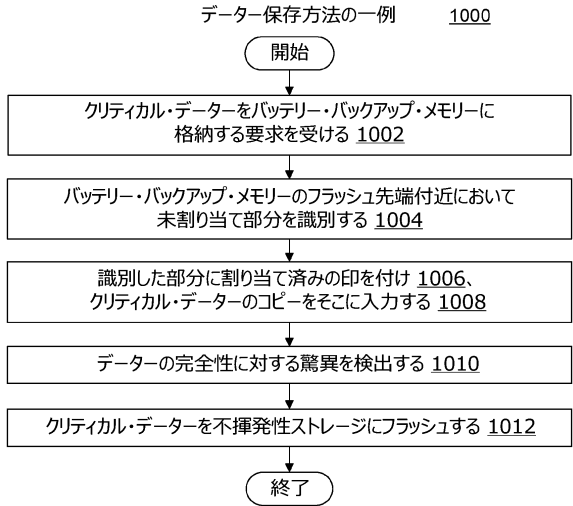 データー保存方法の一例 1000
開始
クリティカル・データーをバッテリー・バックアップ・メモリーに
格納する要求を受ける 1002
バッテリー・バックアップ・メモリーのフラッシュ先端付近において
未割り当て部分を識別する 1004
識別した部分に割り当て済みの印を付け 1006、
クリティカル・データーのコピーをそこに入力する 1008
データーの完全性に対する驚異を検出する 1010
クリティカル・データーを不揮発性ストレージにフラッシュする 1012
終了